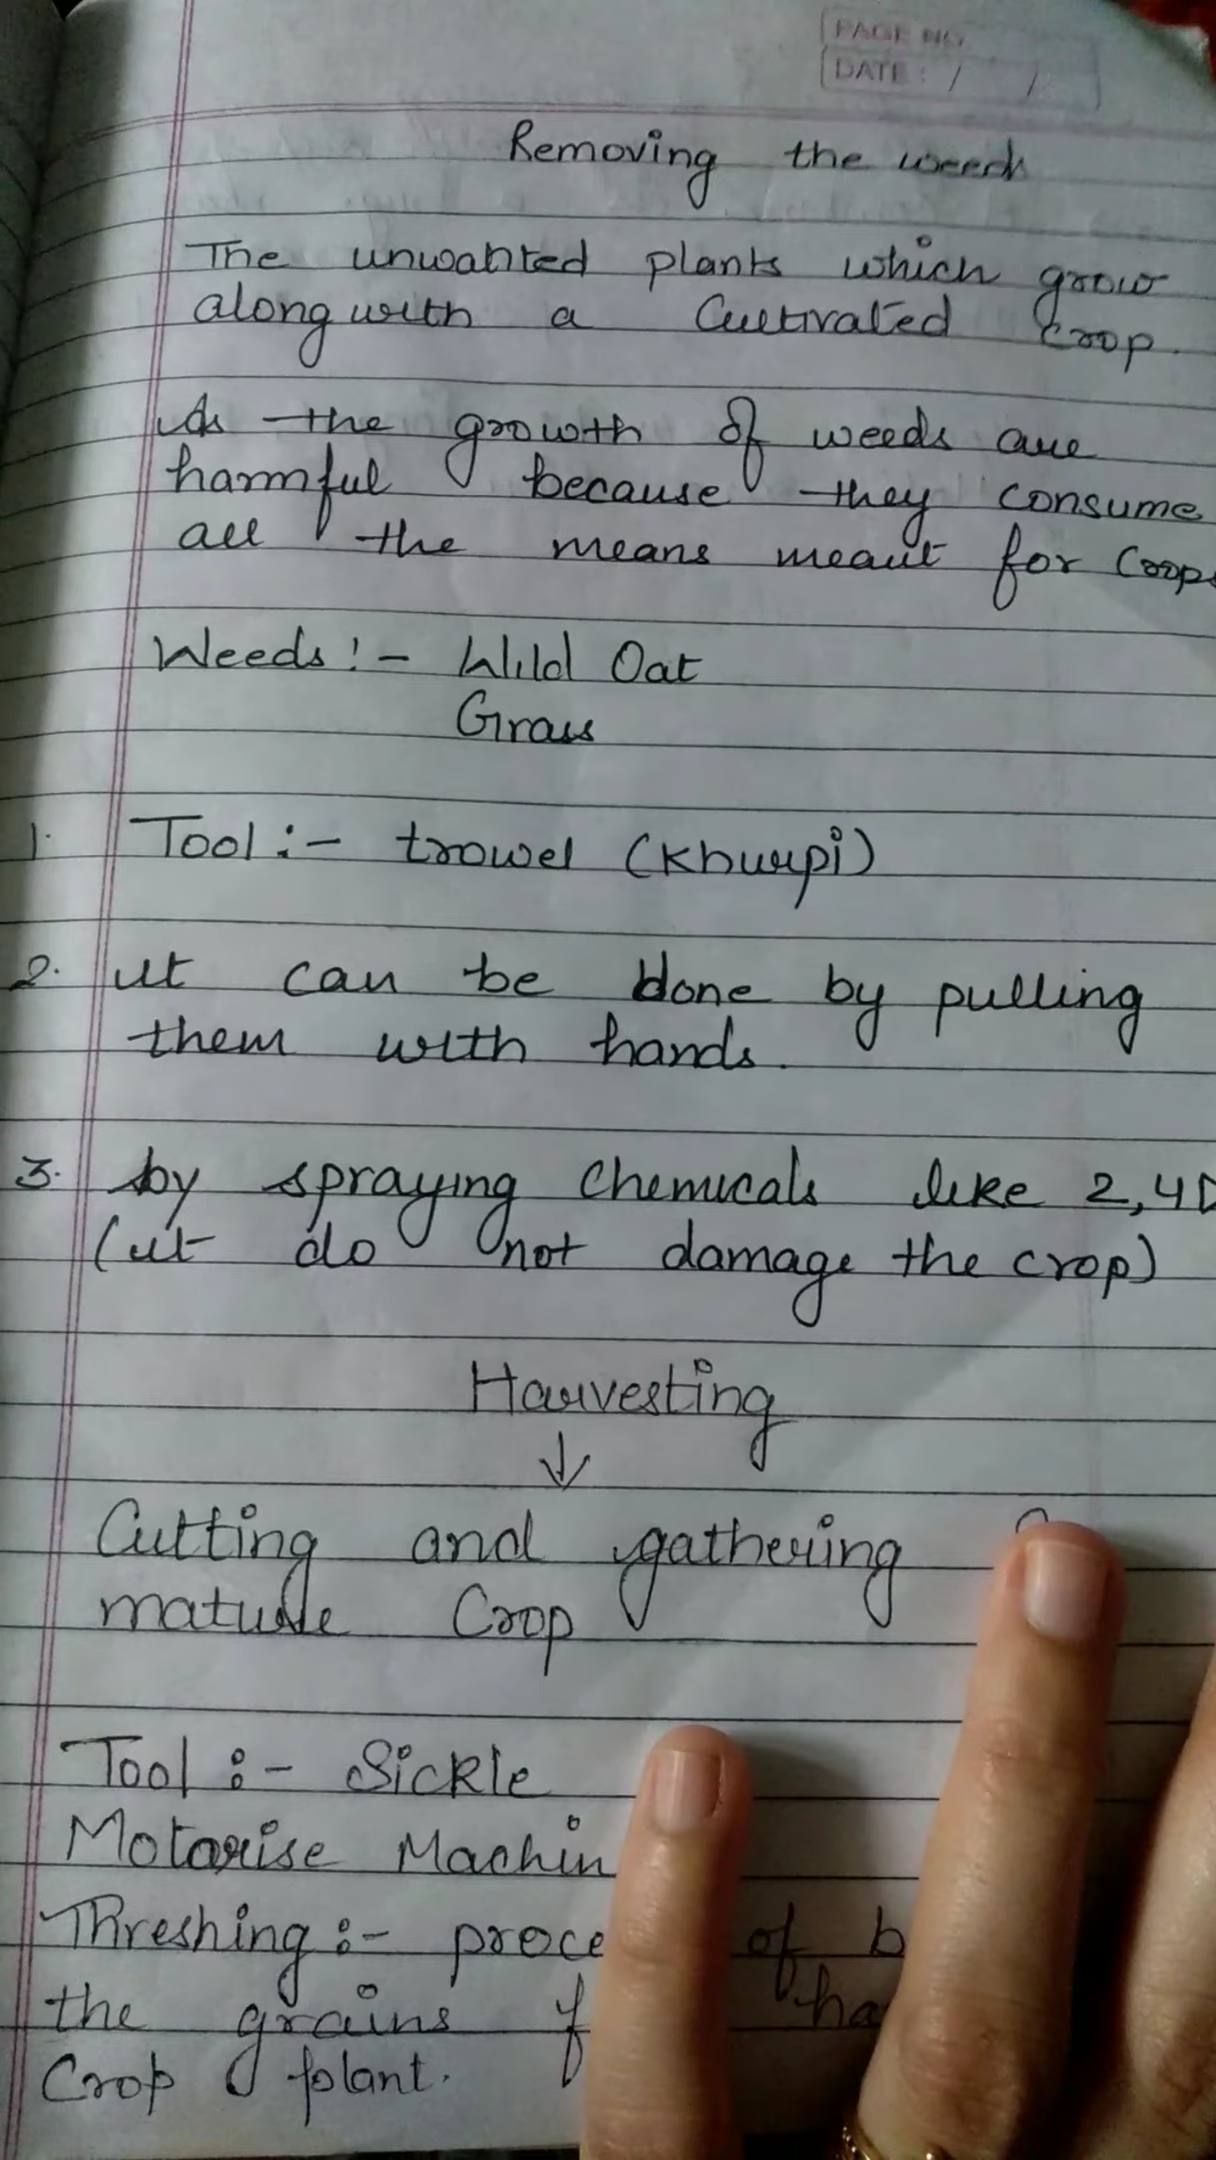 PAGE NO.
DATE: / /
Removing the weeds
The unwanted plants which grow
along with a Cultivated crop.
As the growth of weeds are
harmful because they consume
all the means meant for Crops
Weeds :- Wild Oat
Grass
1. Tool :- trowel (Khurpi)
2. It can be done by pulling
them with hands.
3. by spraying chemicals like 2,4D
(it do not damage the crop)
Harvesting
↓
Cutting and gathering
mature Crop
Tool :- Sickle
Motarise Machin
Threshing :- proce of b
the grains f ha
Crop plant.